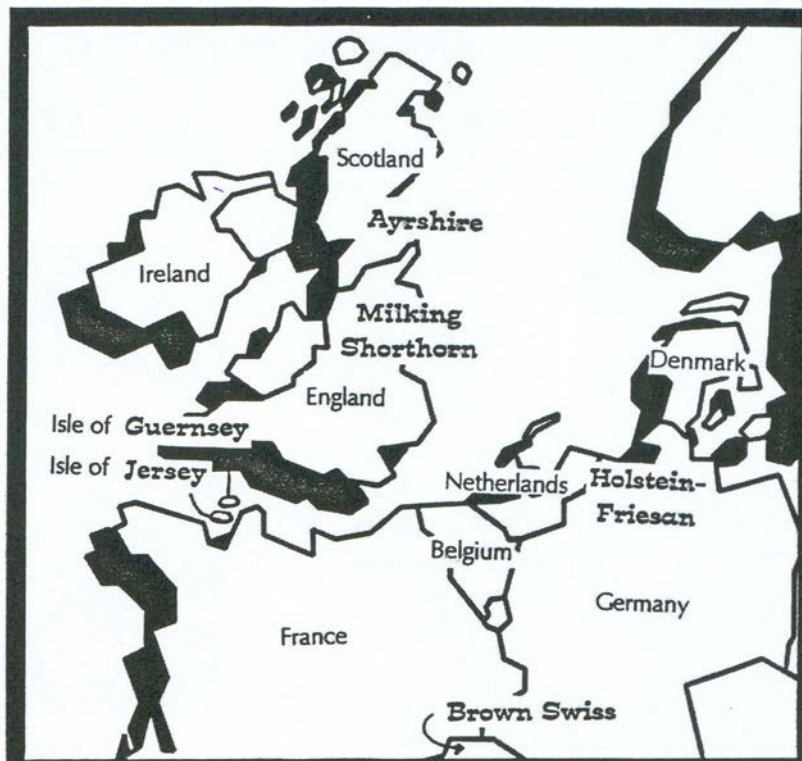 Scotland
Ayrshire
Ireland
Milking
Shorthorn
Denmark
England
Isle of Guernsey
Isle of Jersey
Netherlands
Holstein-
Friesan
Belgium
Germany
France
Brown Swiss